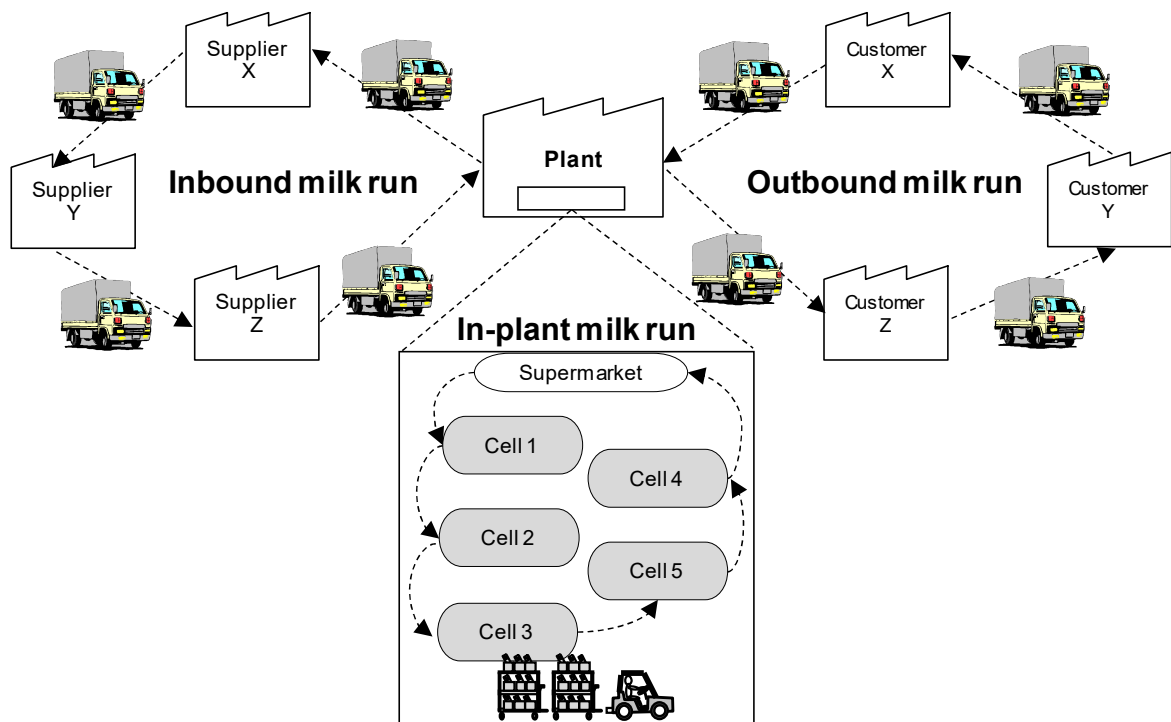 Supplier
X
Customer
X
Plant
Supplier
Y
Inbound milk run
Outbound milk run
Customer
Y
Supplier
Z
Customer
Z
In-plant milk run
Supermarket
Cell 1
Cell 4
Cell 2
Cell 5
Cell 3